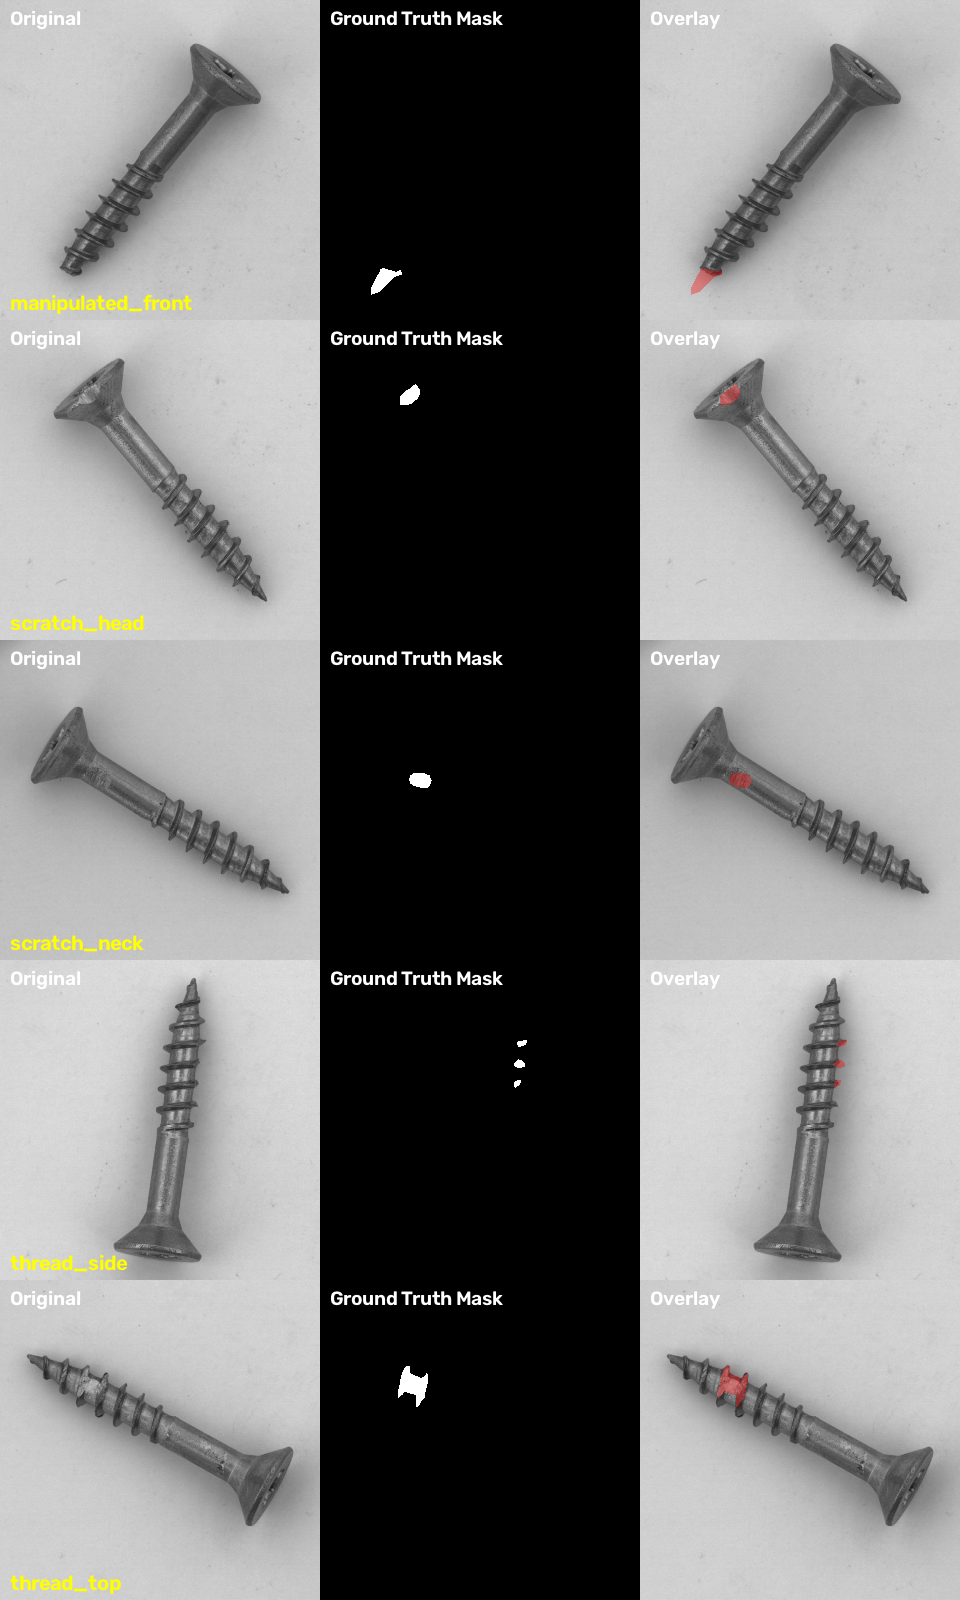 Original
Ground Truth Mask
Overlay
manipulated_front
Original
Ground Truth Mask
Overlay
scratch_head
Original
Ground Truth Mask
Overlay
scratch_neck
Original
Ground Truth Mask
Overlay
thread_side
Original
Ground Truth Mask
Overlay
thread_top